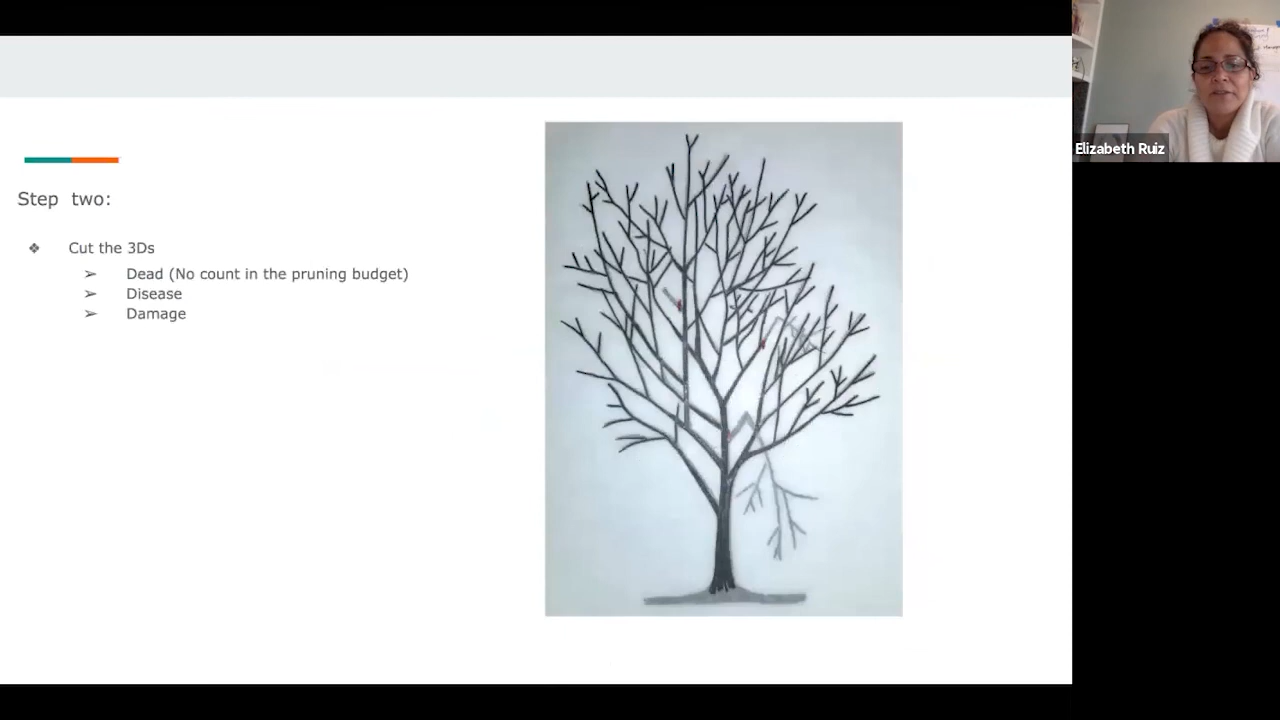 Step two:
❖ Cut the 3Ds
➢ Dead (No count in the pruning budget)
➢ Disease
➢ Damage
Elizabeth Ruiz